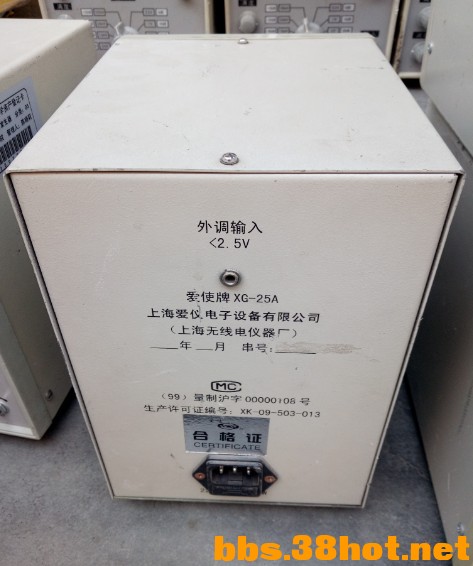 外调输入
<2.5V
爱使牌 XG-25A
上海爱仪电子设备有限公司
(上海无线电仪器厂)
年 月 串号:
MC
(99) 量制沪字 00000108 号
生产许可证编号: XK-09-503-013
合格证
CERTIFICATE
bbs.38hot.net